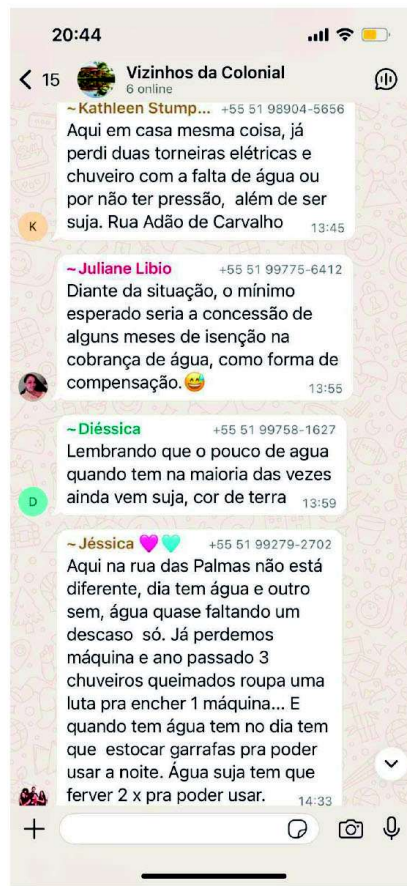 20:44
15
Vizinhos da Colonial
6 online
~Kathleen Stump... +55 51 98904-5656
Aqui em casa mesma coisa, já
perdi duas torneiras elétricas e
chuveiro com a falta de água ou
por não ter pressão, além de ser
suja. Rua Adão de Carvalho 13:45
K
~Juliane Libio +55 51 99775-6412
Diante da situação, o mínimo
esperado seria a concessão de
alguns meses de isenção na
cobrança de água, como forma de
compensação.😅 13:55
~Diéssica +55 51 99758-1627
Lembrando que o pouco de agua
quando tem na maioria das vezes
ainda vem suja, cor de terra 13:59
D
~Jéssica 💖🩵 +55 51 99279-2702
Aqui na rua das Palmas não está
diferente, dia tem água e outro
sem, água quase faltando um
descaso só. Já perdemos
máquina e ano passado 3
chuveiros queimados roupa uma
luta pra encher 1 máquina... E
quando tem água tem no dia tem
que estocar garrafas pra poder
usar a noite. Água suja tem que
ferver 2 x pra poder usar. 14:33